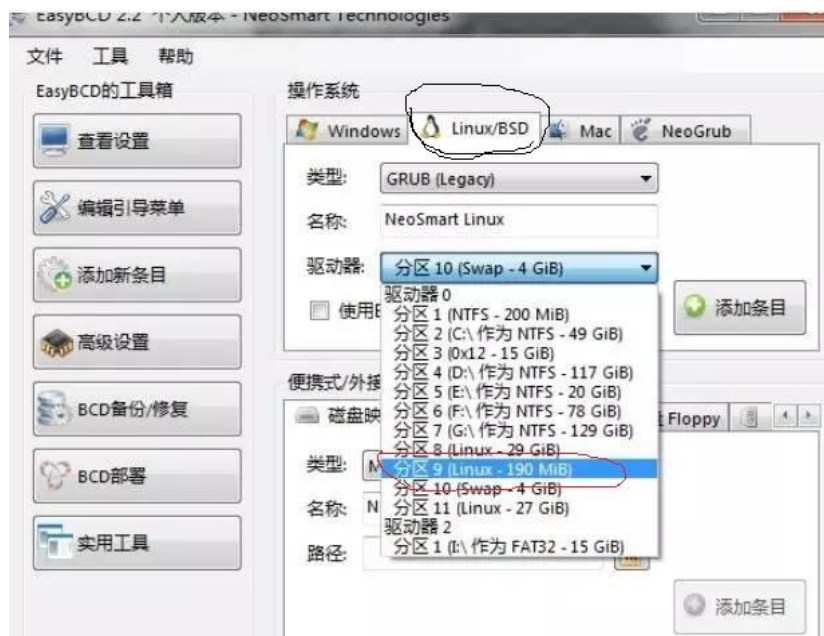 EasyBCD 2.2 个人版本 - NeoSmart Technologies
文件 工具 帮助
EasyBCD的工具箱
查看设置
编辑引导菜单
添加新条目
高级设置
BCD备份/修复
BCD部署
实用工具
操作系统
Windows Linux/BSD Mac NeoGrub
类型: GRUB (Legacy)
名称: NeoSmart Linux
驱动器: 分区 10 (Swap - 4 GiB)
使用E
添加条目
驱动器 0
分区 1 (NTFS - 200 MiB)
分区 2 (C:\ 作为 NTFS - 49 GiB)
分区 3 (0x12 - 15 GiB)
分区 4 (D:\ 作为 NTFS - 117 GiB)
分区 5 (E:\ 作为 NTFS - 20 GiB)
分区 6 (F:\ 作为 NTFS - 78 GiB)
分区 7 (G:\ 作为 NTFS - 129 GiB)
分区 8 (Linux - 29 GiB)
分区 9 (Linux - 190 MiB)
分区 10 (Swap - 4 GiB)
分区 11 (Linux - 27 GiB)
驱动器 2
分区 1 (I:\ 作为 FAT32 - 15 GiB)
便携式/外接
磁盘映 Floppy
类型: M
名称: N
路径:
添加条目